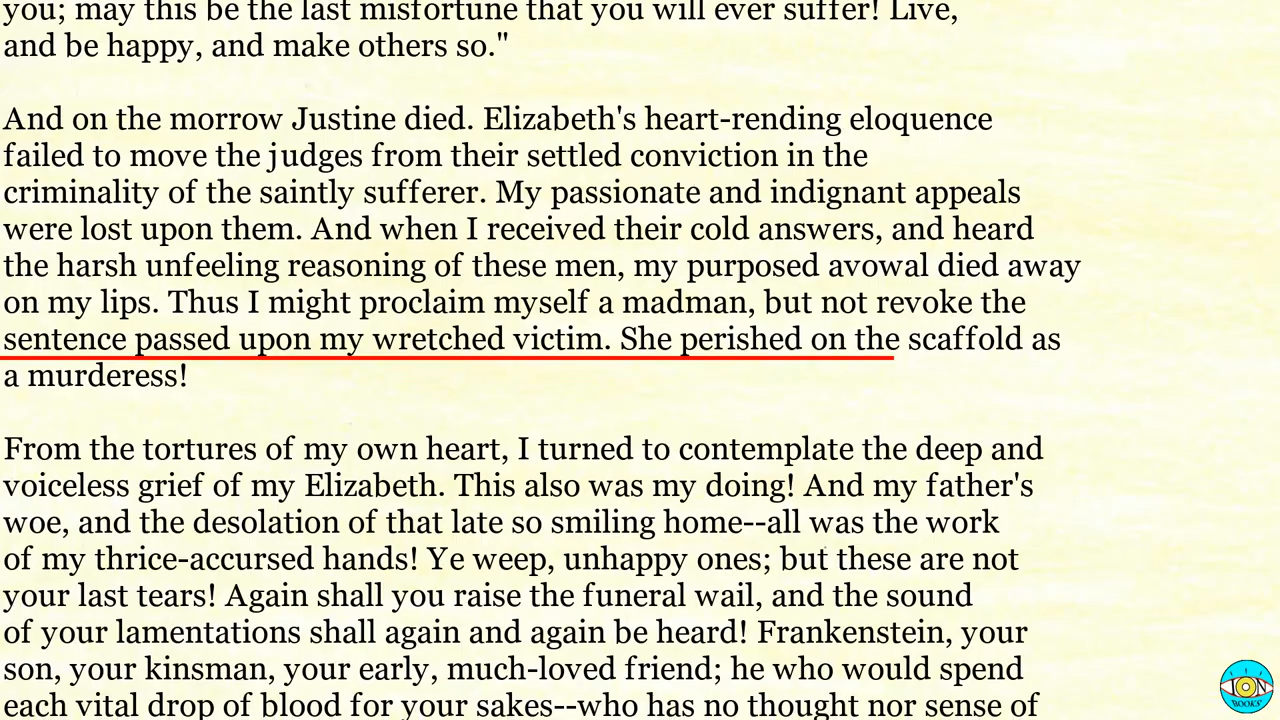 you; may this be the last misfortune that you will ever suffer! Live,
and be happy, and make others so."
And on the morrow Justine died. Elizabeth's heart-rending eloquence
failed to move the judges from their settled conviction in the
criminality of the saintly sufferer. My passionate and indignant appeals
were lost upon them. And when I received their cold answers, and heard
the harsh unfeeling reasoning of these men, my purposed avowal died away
on my lips. Thus I might proclaim myself a madman, but not revoke the
sentence passed upon my wretched victim. She perished on the scaffold as
a murderess!
From the tortures of my own heart, I turned to contemplate the deep and
voiceless grief of my Elizabeth. This also was my doing! And my father's
woe, and the desolation of that late so smiling home--all was the work
of my thrice-accursed hands! Ye weep, unhappy ones; but these are not
your last tears! Again shall you raise the funeral wail, and the sound
of your lamentations shall again and again be heard! Frankenstein, your
son, your kinsman, your early, much-loved friend; he who would spend
each vital drop of blood for your sakes--who has no thought nor sense of
ION
BOOKS